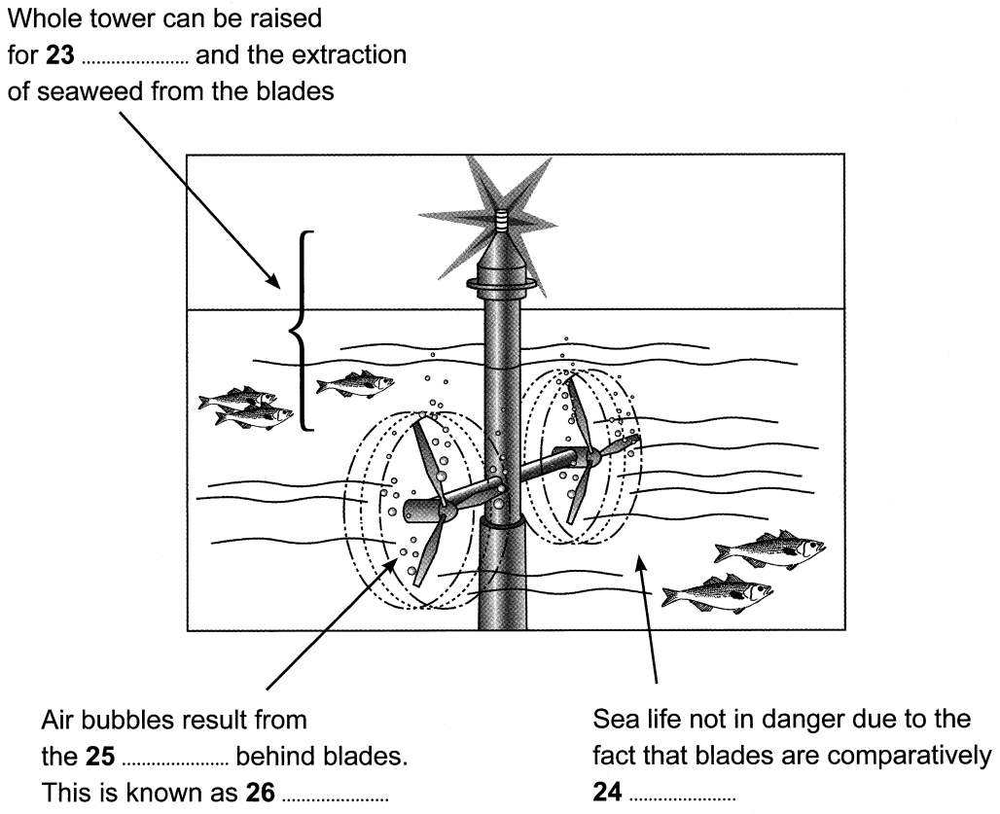 Whole tower can be raised
for 23 ...................... and the extraction
of seaweed from the blades
Air bubbles result from
the 25 ...................... behind blades.
This is known as 26 ......................
Sea life not in danger due to the
fact that blades are comparatively
24 ......................